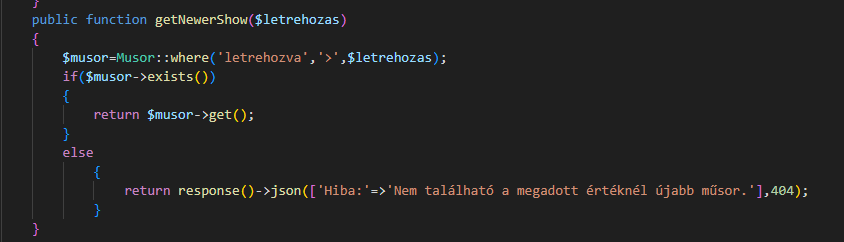 }
public function getNewerShow($letrehozas)
{
$musor=Musor::where('letrehozva','>',$letrehozas);
if($musor->exists())
{
return $musor->get();
}
else
{
return response()->json(['Hiba:'=>'Nem található a megadott értéknél újabb műsor.'],404);
}
}